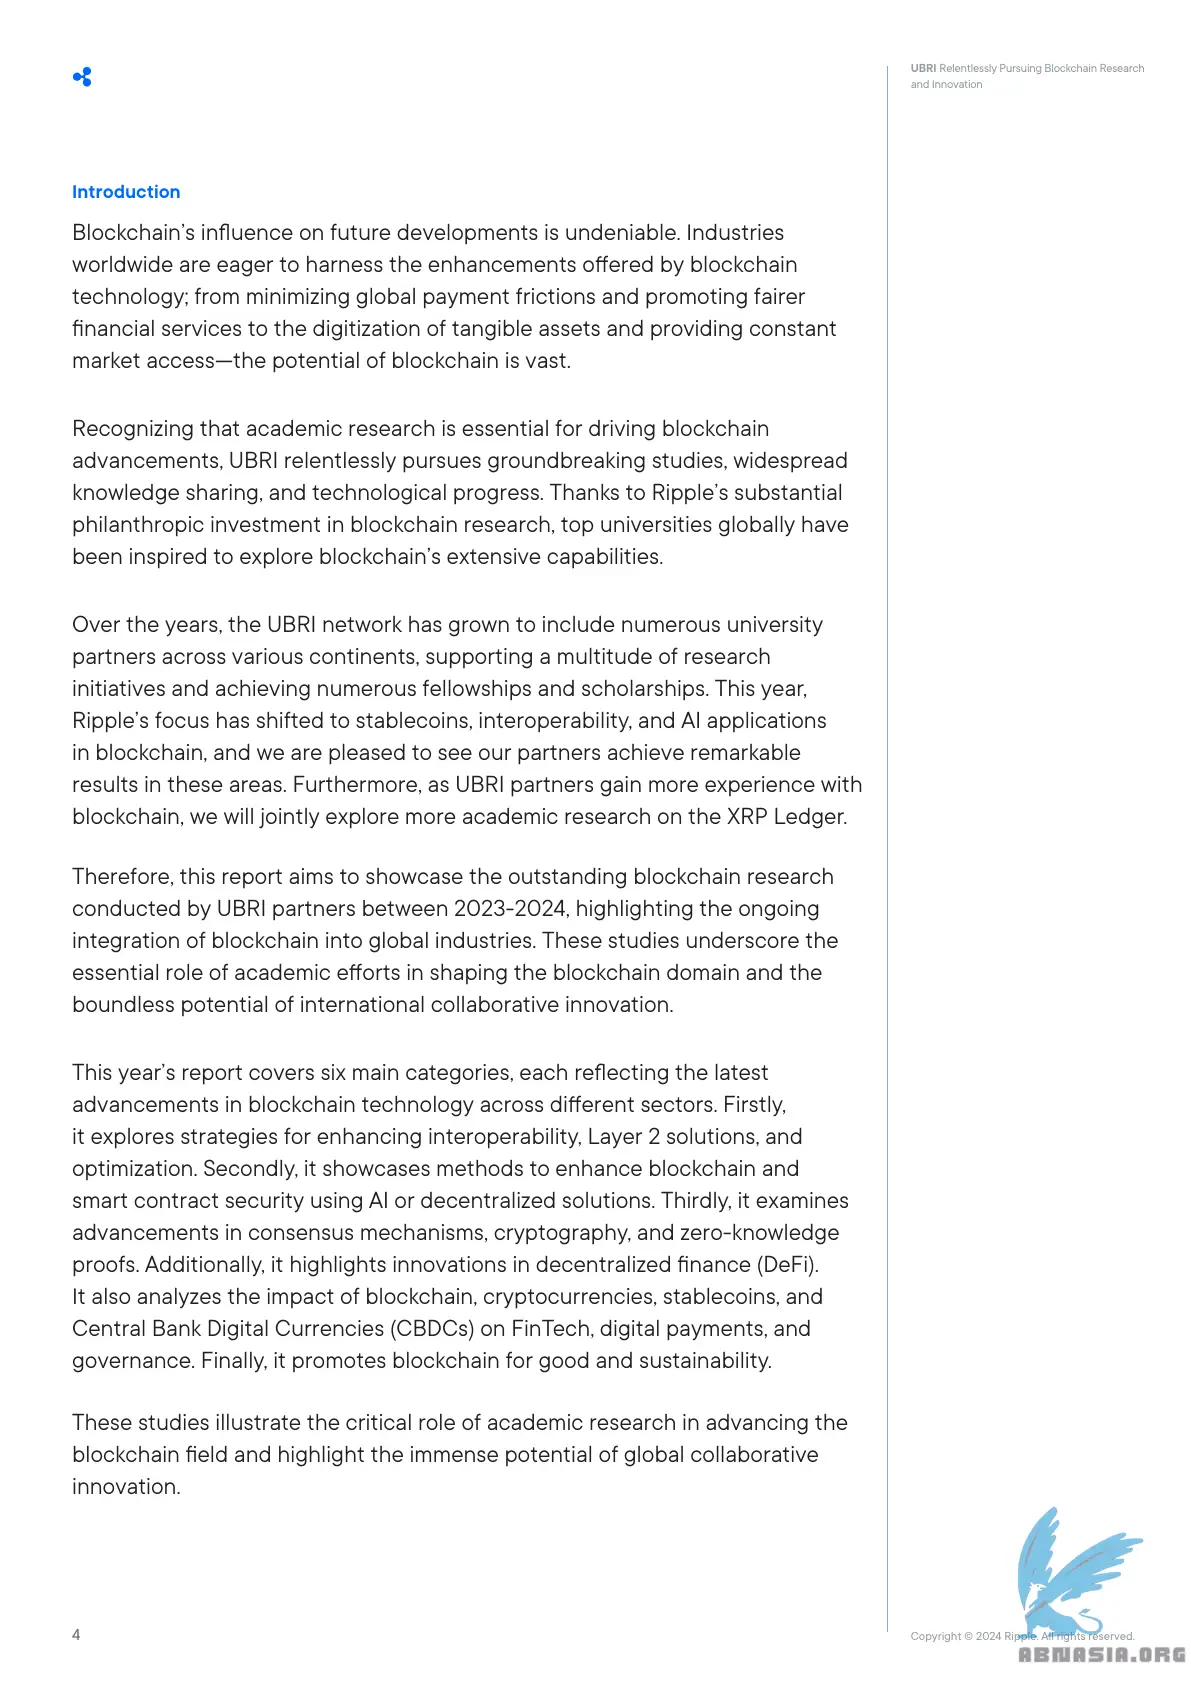 UBRI Relentlessly Pursuing Blockchain Research
and Innovation
Introduction
Blockchain’s influence on future developments is undeniable. Industries
worldwide are eager to harness the enhancements offered by blockchain
technology; from minimizing global payment frictions and promoting fairer
financial services to the digitization of tangible assets and providing constant
market access—the potential of blockchain is vast.
Recognizing that academic research is essential for driving blockchain
advancements, UBRI relentlessly pursues groundbreaking studies, widespread
knowledge sharing, and technological progress. Thanks to Ripple’s substantial
philanthropic investment in blockchain research, top universities globally have
been inspired to explore blockchain’s extensive capabilities.
Over the years, the UBRI network has grown to include numerous university
partners across various continents, supporting a multitude of research
initiatives and achieving numerous fellowships and scholarships. This year,
Ripple’s focus has shifted to stablecoins, interoperability, and AI applications
in blockchain, and we are pleased to see our partners achieve remarkable
results in these areas. Furthermore, as UBRI partners gain more experience with
blockchain, we will jointly explore more academic research on the XRP Ledger.
Therefore, this report aims to showcase the outstanding blockchain research
conducted by UBRI partners between 2023-2024, highlighting the ongoing
integration of blockchain into global industries. These studies underscore the
essential role of academic efforts in shaping the blockchain domain and the
boundless potential of international collaborative innovation.
This year’s report covers six main categories, each reflecting the latest
advancements in blockchain technology across different sectors. Firstly,
it explores strategies for enhancing interoperability, Layer 2 solutions, and
optimization. Secondly, it showcases methods to enhance blockchain and
smart contract security using AI or decentralized solutions. Thirdly, it examines
advancements in consensus mechanisms, cryptography, and zero-knowledge
proofs. Additionally, it highlights innovations in decentralized finance (DeFi).
It also analyzes the impact of blockchain, cryptocurrencies, stablecoins, and
Central Bank Digital Currencies (CBDCs) on FinTech, digital payments, and
governance. Finally, it promotes blockchain for good and sustainability.
These studies illustrate the critical role of academic research in advancing the
blockchain field and highlight the immense potential of global collaborative
innovation.
4
Copyright © 2024 Ripple. All rights reserved.
ABNASIA.ORG